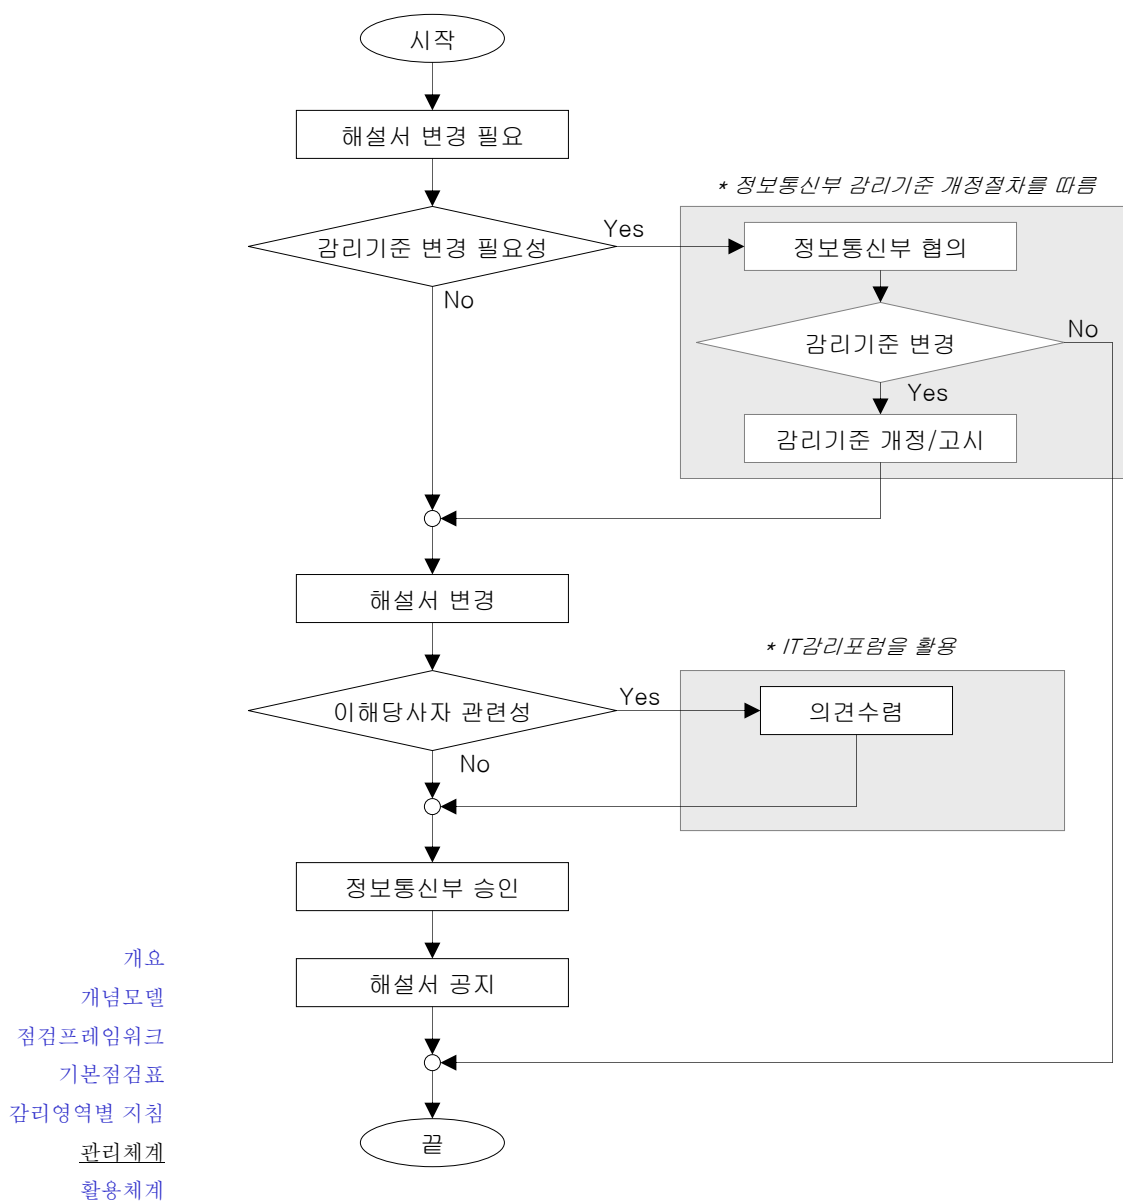 시작
해설서 변경 필요
* 정보통신부 감리기준 개정절차를 따름
감리기준 변경 필요성
Yes
정보통신부 협의
No
감리기준 변경
No
Yes
감리기준 개정/고시
해설서 변경
* IT감리포럼을 활용
이해당사자 관련성
Yes
의견수렴
No
정보통신부 승인
해설서 공지
끝
개요
개념모델
점검프레임워크
기본점검표
감리영역별 지침
관리체계
활용체계